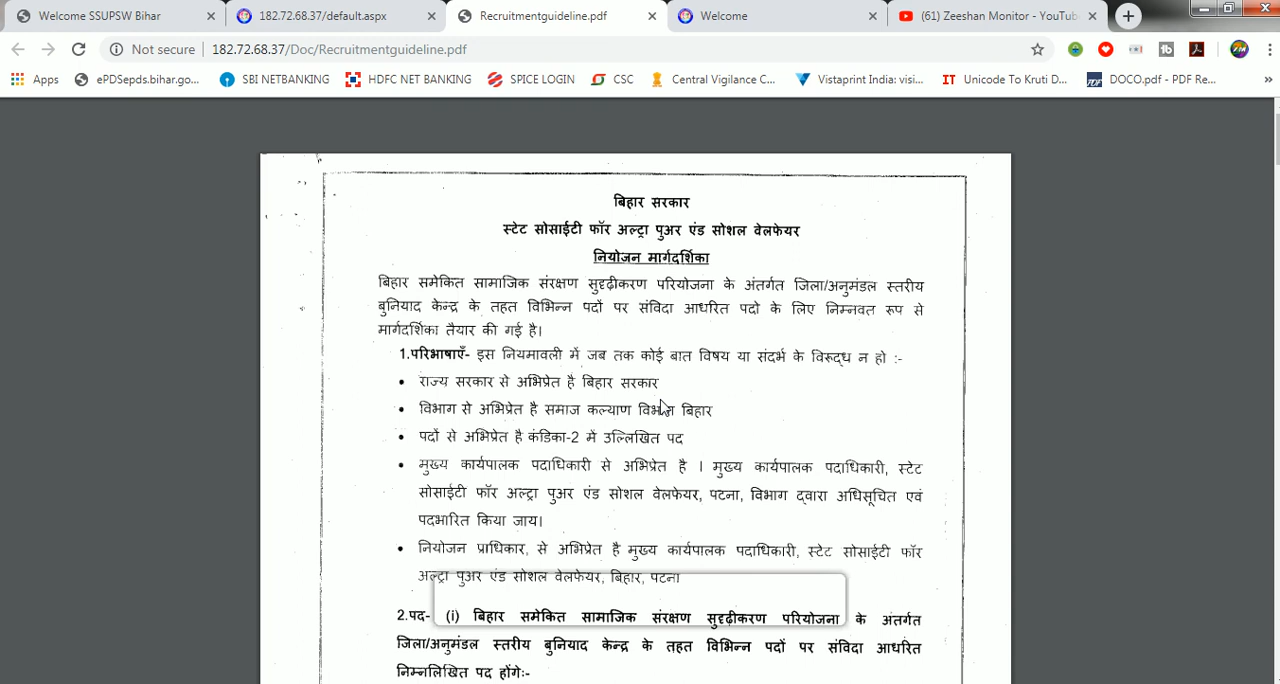 Welcome SSUPSW Bihar
182.72.68.37/default.aspx
Recruitmentguideline.pdf
Welcome
(61) Zeeshan Monitor - YouTub
Not secure
182.72.68.37/Doc/Recruitmentguideline.pdf
Apps
ePDSepds.bihar.go...
SBI NETBANKING
HDFC NET BANKING
SPICE LOGIN
CSC
Central Vigilance C...
Vistaprint India: visi...
IT Unicode To Kruti D...
DOCO.pdf - PDF Re...
»
बिहार सरकार
स्टेट सोसाईटी फॉर अल्ट्रा पुअर एंड सोशल वेलफेयर
नियोजन मार्गदर्शिका
बिहार समेकित सामाजिक संरक्षण सुदृढ़ीकरण परियोजना के अंतर्गत जिला/अनुमंडल स्तरीय
बुनियाद केन्द्र के तहत विभिन्न पदों पर संविदा आधरित पदो के लिए निम्नवत रूप से
मार्गदर्शिका तैयार की गई है।
1.परिभाषाएँ- इस नियमावली में जब तक कोई बात विषय या संदर्भ के विरूद्ध न हो :-
• राज्य सरकार से अभिप्रेत है बिहार सरकार
• विभाग से अभिप्रेत है समाज कल्याण विभाग बिहार
• पदों से अभिप्रेत है कंडिका-2 में उल्लिखित पद
• मुख्य कार्यपालक पदाधिकारी से अभिप्रेत है । मुख्य कार्यपालक पदाधिकारी, स्टेट
सोसाईटी फॉर अल्ट्रा पुअर एंड सोशल वेलफेयर, पटना, विभाग द्वारा अधिसूचित एवं
पदभारित किया जाय।
• नियोजन प्राधिकार, से अभिप्रेत है मुख्य कार्यपालक पदाधिकारी, स्टेट सोसाईटी फॉर
अल्ट्रा पुअर एंड सोशल वेलफेयर, बिहार, पटना
2.पद- (i) बिहार समेकित सामाजिक संरक्षण सुदृढ़ीकरण परियोजना के अंतर्गत
जिला/अनुमंडल स्तरीय बुनियाद केन्द्र के तहत विभिन्न पदों पर संविदा आधरित
निम्नलिखित पद होंगेः-